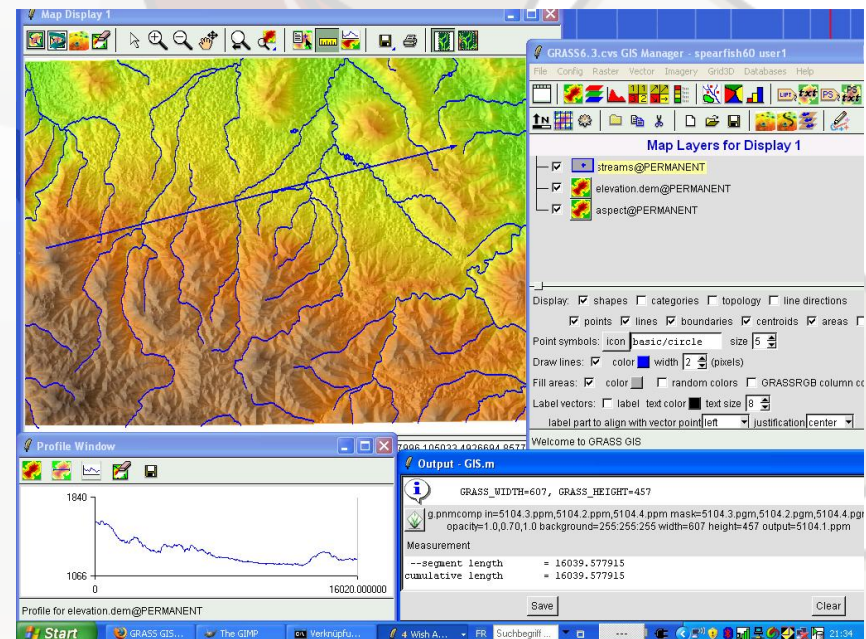 Map Display 1
GRASS6.3.cvs GIS Manager - spearfish60 user1
File Config Raster Vector Imagery Grid3D Databases Help
Map Layers for Display 1
streams@PERMANENT
elevation.dem@PERMANENT
aspect@PERMANENT
Display: shapes categories topology line directions
points lines boundaries centroids areas
Point symbols: icon basic/circle size 5
Draw lines: color width 2 (pixels)
Fill areas: color random colors GRASSRGB column
Label vectors: label text color text size 8
label part to align with vector point left justification center
Welcome to GRASS GIS
Profile Window
1840
1066
0 16020.000000
Profile for elevation.dem@PERMANENT
Output - GIS.m
GRASS_WIDTH=607, GRASS_HEIGHT=457
g.pnmcomp in=5104.3.ppm,5104.2.ppm,5104.4.ppm mask=5104.3.pgm,5104.2.pgm,5104.4.pgm
opacity=1.0,0.70,1.0 background=255:255:255 width=607 height=457 output=5104.1.ppm
Measurement
--segment length = 16039.577915
cumulative length = 16039.577915
Save Clear
Start GRASS GIS... The GIMP Verknüpfu... 4 Wish A... FR Suchbegriff ... 21:34